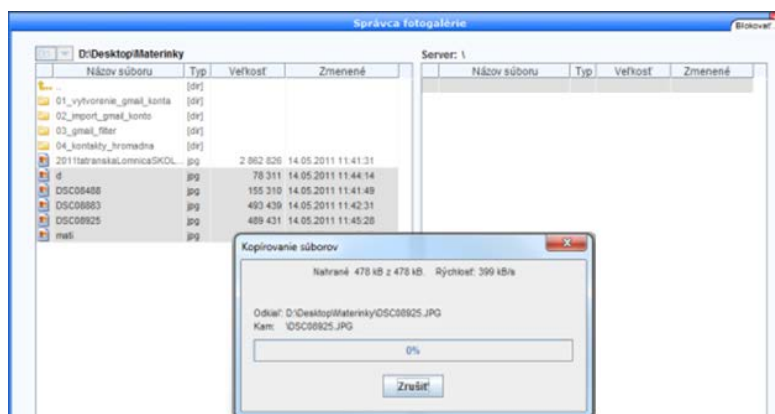 Správca fotogalérie
Blokovať
D:\Desktop\Materinky
Server: \
Názov súboru Typ Veľkosť Zmenené
Názov súboru Typ Veľkosť Zmenené
.. [dir]
01_vytvorenie_gmail_konta [dir]
02_import_gmail_konto [dir]
03_gmail_filter [dir]
04_kontakty_hromadna [dir]
2011tatranskaLomnicaSKOL... jpg 2 862 826 14.05.2011 11:41:31
d jpg 78 311 14.05.2011 11:44:14
DSC08488 jpg 155 310 14.05.2011 11:41:49
DSC08883 jpg 493 439 14.05.2011 11:42:31
DSC08925 jpg 489 431 14.05.2011 11:45:28
mati jpg
Kopírovanie súborov
Nahrané 478 kB z 478 kB. Rýchlosť: 399 kB/s
Odkiaľ: D:\Desktop\Materinky\DSC08925.JPG
Kam: \DSC08925.JPG
0%
Zrušiť